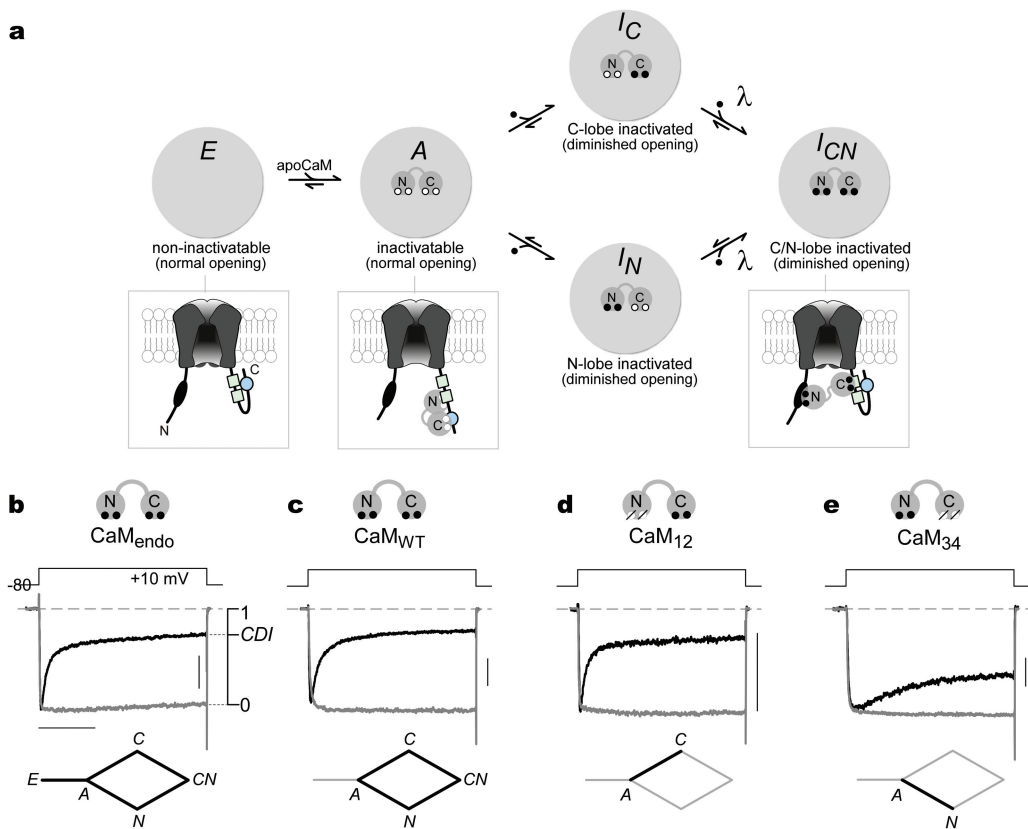 a
E
non-inactivatable
(normal opening)
apoCaM
A
N C
inactivatable
(normal opening)
I_C
N C
C-lobe inactivated
(diminished opening)
λ
I_N
N C
N-lobe inactivated
(diminished opening)
λ
I_CN
N C
C/N-lobe inactivated
(diminished opening)
C
N
N
C
N
C
b
N C
CaM_endo
-80
+10 mV
1
CDI
0
C
E
CN
A
N
c
N C
CaM_WT
C
CN
A
N
d
N C
CaM_12
C
A
e
N C
CaM_34
A
N